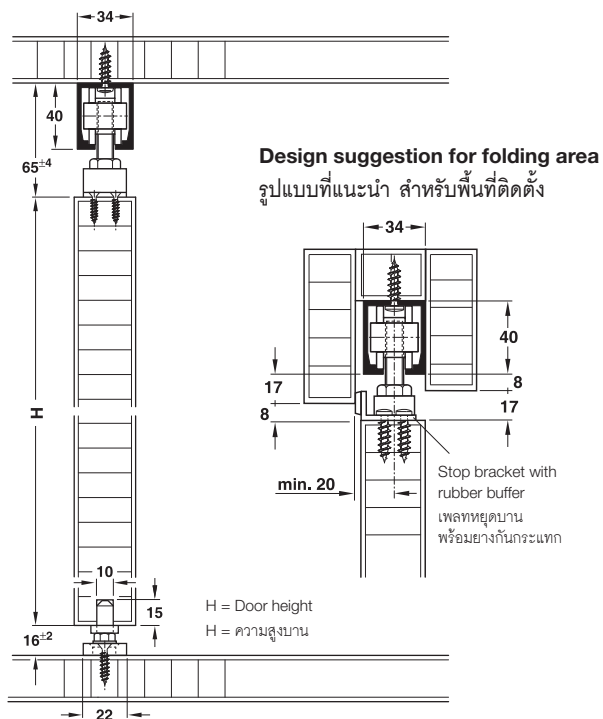 34
40
65±4
Design suggestion for folding area
รูปแบบที่แนะนำ สำหรับพื้นที่ติดตั้ง
34
40
17
8
8
17
H
min. 20
Stop bracket with
rubber buffer
เพลทหยุดบาน
พร้อมยางกันกระแทก
10
15
H = Door height
H = ความสูงบาน
16±2
22